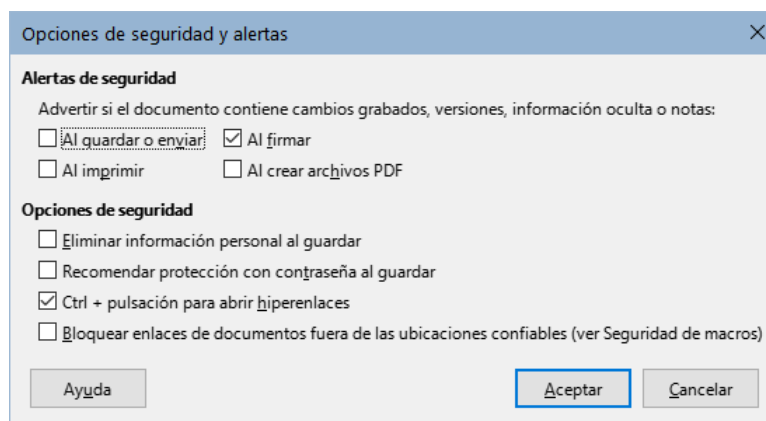 Opciones de seguridad y alertas
Alertas de seguridad
Advertir si el documento contiene cambios grabados, versiones, información oculta o notas:
Al guardar o enviar Al firmar
Al imprimir Al crear archivos PDF
Opciones de seguridad
Eliminar información personal al guardar
Recomendar protección con contraseña al guardar
Ctrl + pulsación para abrir hiperenlaces
Bloquear enlaces de documentos fuera de las ubicaciones confiables (ver Seguridad de macros)
Ayuda Aceptar Cancelar